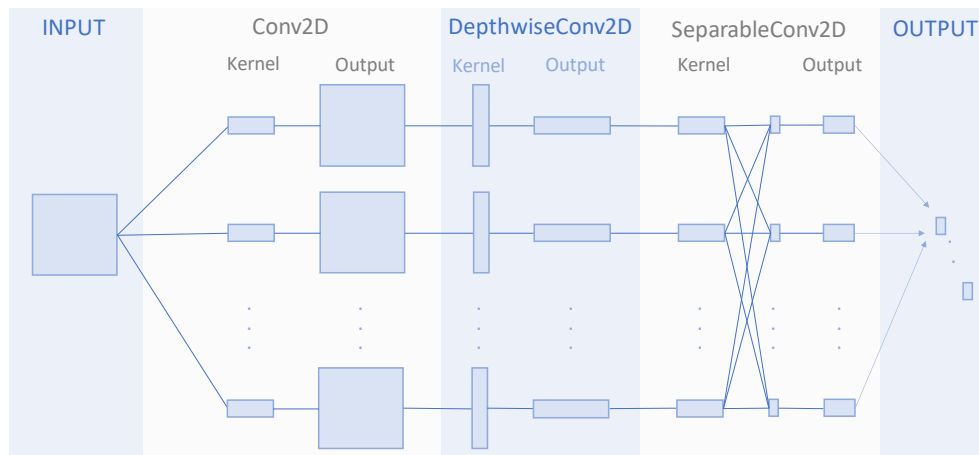 INPUT Conv2D DepthwiseConv2D SeparableConv2D OUTPUT
Kernel Output Kernel Output Kernel Output